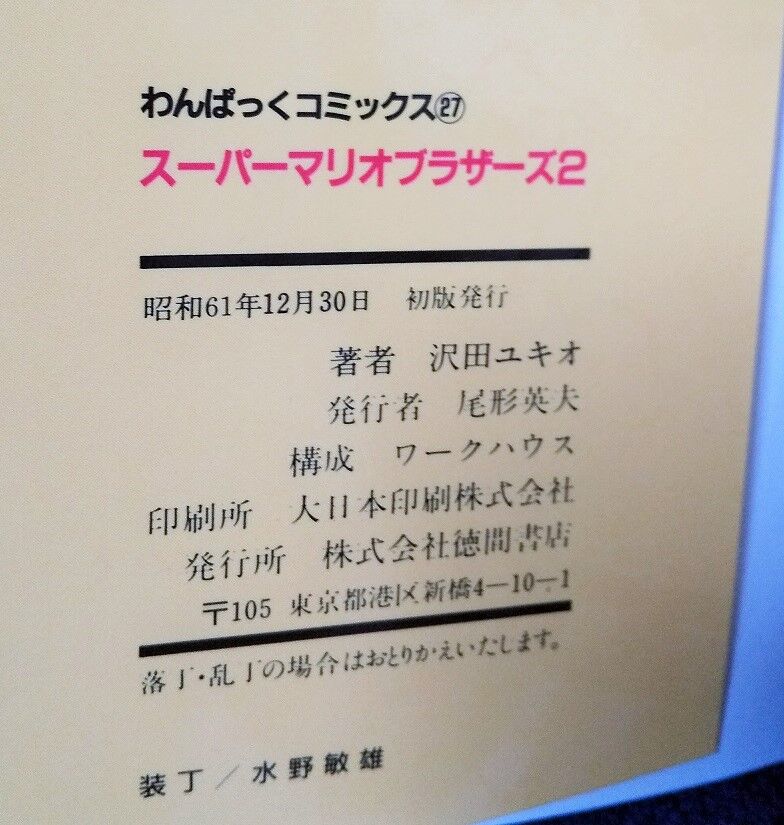 わんぱっくコミックス㉗
スーパーマリオブラザーズ2
昭和61年12月30日　初版発行
著者　沢田ユキオ
発行者　尾形英夫
構成　ワークハウス
印刷所　大日本印刷株式会社
発行所　株式会社徳間書店
〒105　東京都港区新橋4―10―1
落丁・乱丁の場合はおとりかえいたします。
装丁／水野敏雄